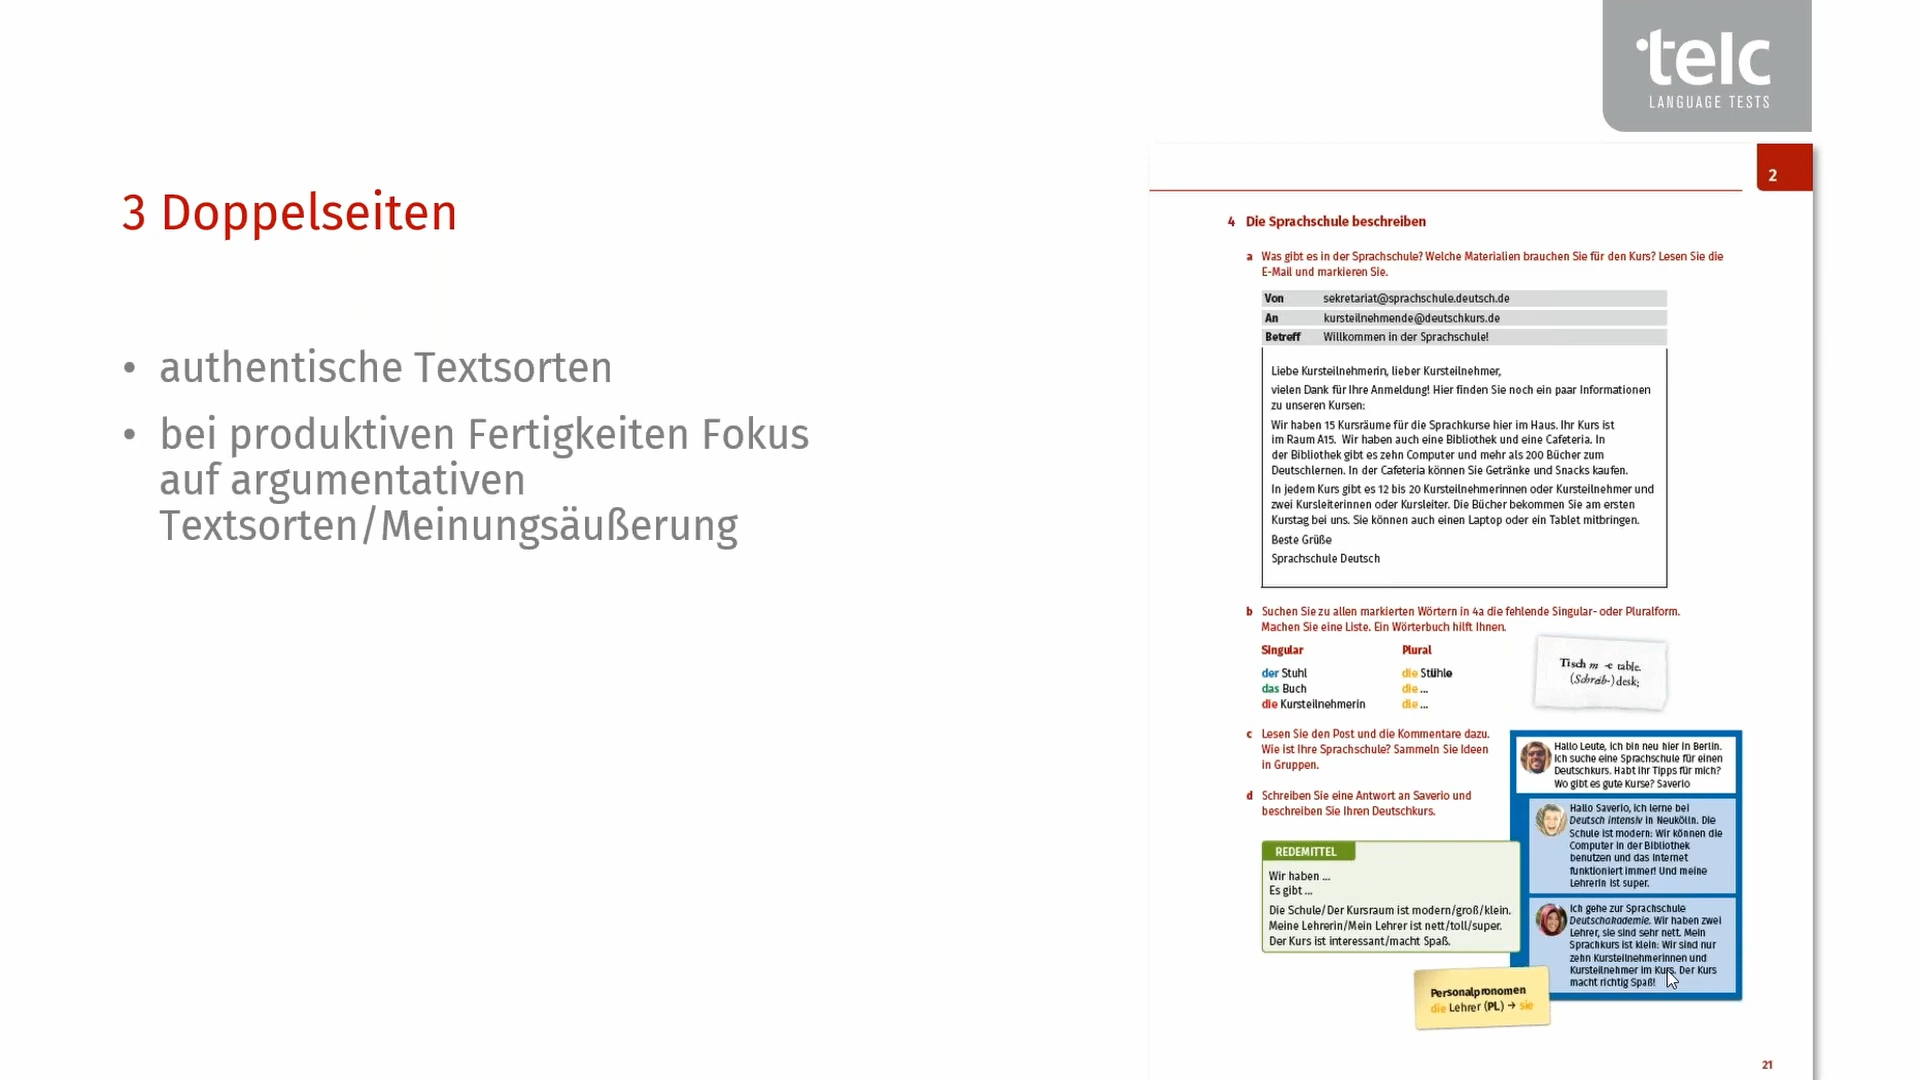 telc
LANGUAGE TESTS
3 Doppelseiten
• authentische Textsorten
• bei produktiven Fertigkeiten Fokus
auf argumentativen
Textsorten/Meinungsäußerung
2
4 Die Sprachschule beschreiben
a Was gibt es in der Sprachschule? Welche Materialien brauchen Sie für den Kurs? Lesen Sie die
E-Mail und markieren Sie.
Von sekretariat@sprachschule.deutsch.de
An kursteilnehmende@deutschkurs.de
Betreff Willkommen in der Sprachschule!
Liebe Kursteilnehmerin, lieber Kursteilnehmer,
vielen Dank für Ihre Anmeldung! Hier finden Sie noch ein paar Informationen
zu unseren Kursen:
Wir haben 15 Kursräume für die Sprachkurse hier im Haus. Ihr Kurs ist
im Raum A15. Wir haben auch eine Bibliothek und eine Cafeteria. In
der Bibliothek gibt es zehn Computer und mehr als 200 Bücher zum
Deutschlernen. In der Cafeteria können Sie Getränke und Snacks kaufen.
In jedem Kurs gibt es 12 bis 20 Kursteilnehmerinnen oder Kursteilnehmer und
zwei Kursleiterinnen oder Kursleiter. Die Bücher bekommen Sie am ersten
Kurstag bei uns. Sie können auch einen Laptop oder ein Tablet mitbringen.
Beste Grüße
Sprachschule Deutsch
b Suchen Sie zu allen markierten Wörtern in 4a die fehlende Singular- oder Pluralform.
Machen Sie eine Liste. Ein Wörterbuch hilft Ihnen.
Singular Plural
der Stuhl die Stühle
das Buch die ...
die Kursteilnehmerin die ...
Tisch m -e table.
(Schreib-) desk;
c Lesen Sie den Post und die Kommentare dazu.
Wie ist Ihre Sprachschule? Sammeln Sie Ideen
in Gruppen.
d Schreiben Sie eine Antwort an Saverio und
beschreiben Sie Ihren Deutschkurs.
Hallo Leute, ich bin neu hier in Berlin.
Ich suche eine Sprachschule für einen
Deutschkurs. Habt ihr Tipps für mich?
Wo gibt es gute Kurse? Saverio
Hallo Saverio, ich lerne bei
Deutsch intensiv in Neukölln. Die
Schule ist modern: Wir können die
Computer in der Bibliothek
benutzen und das Internet
funktioniert immer! Und meine
Lehrerin ist super.
Ich gehe zur Sprachschule
Deutschakademie. Wir haben zwei
Lehrer, sie sind sehr nett. Mein
Sprachkurs ist klein: Wir sind nur
zehn Kursteilnehmerinnen und
Kursteilnehmer im Kurs. Der Kurs
macht richtig Spaß!
REDEMITTEL
Wir haben ...
Es gibt ...
Die Schule/Der Kursraum ist modern/groß/klein.
Meine Lehrerin/Mein Lehrer ist nett/toll/super.
Der Kurs ist interessant/macht Spaß.
Personalpronomen
die Lehrer (PL) → sie
21